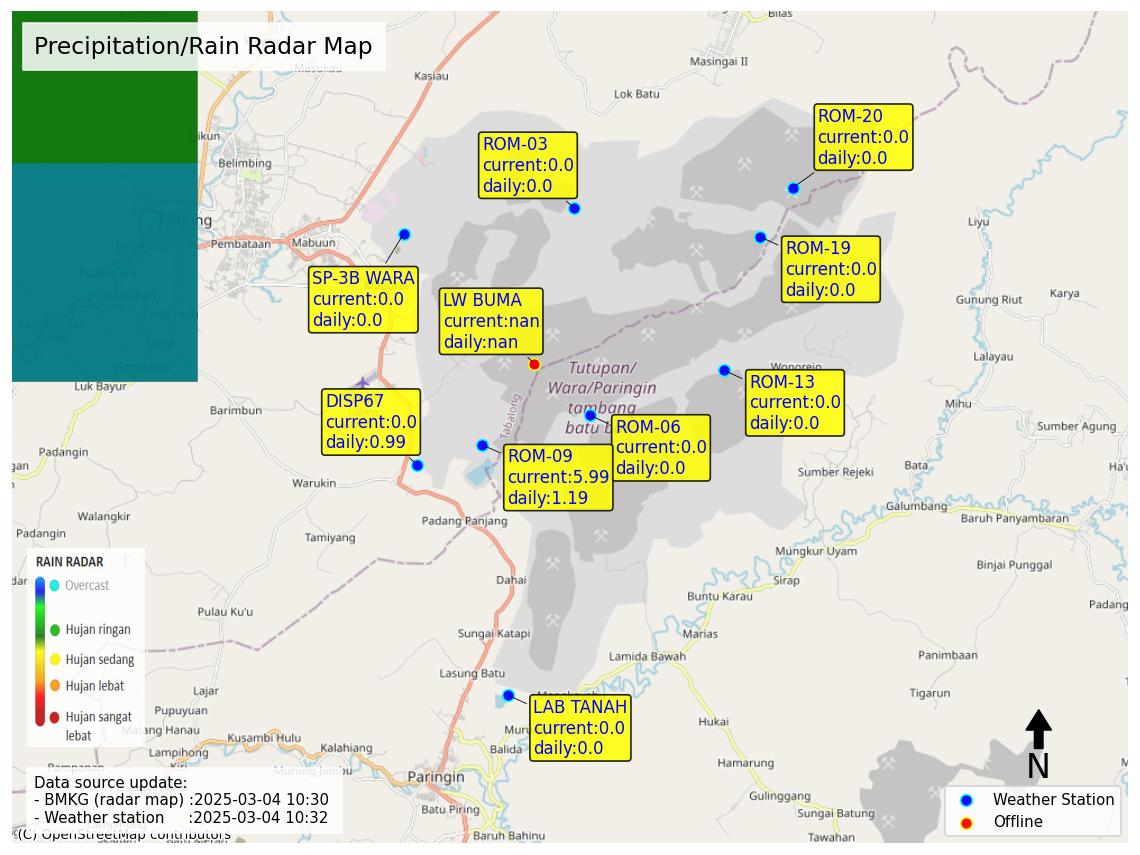 Precipitation/Rain Radar Map
Bilas
Masingai II
Kasiau
Lok Batu
Masukau
Hikun
Belimbing
Tanjung
Jangkung
Pembataan
Mabuun
Tanta Hulu
Pamarangan
Kanan
Tanta
Mangkusip
Luk Bayur
Barimbun
ROM-03
current:0.0
daily:0.0
ROM-20
current:0.0
daily:0.0
ROM-19
current:0.0
daily:0.0
SP-3B WARA
current:0.0
daily:0.0
LW BUMA
current:nan
daily:nan
Tutupan/
Wara/Paringin
tambang
batu b
Tabalong
Wonorejo
ROM-13
current:0.0
daily:0.0
DISP67
current:0.0
daily:0.99
ROM-06
current:0.0
daily:0.0
ROM-09
current:5.99
daily:1.19
Liyu
Gunung Riut
Karya
Lalayau
Mihu
Sumber Agung
Bata
Sumber Rejeki
Galumbang
Baruh Panyambaran
Mungkur Uyam
Binjai Punggal
Sirap
Buntu Karau
Padang
Marias
Lamida Bawah
Panimbaan
Tigarun
Hukai
Hamarung
Gulinggang
Sungai Batung
Tawahan
gan
Warukin
Walangkir
Padangin
Padang Panjang
Tamiyang
Dahai
Pulau Ku'u
Sungai Katapi
Lasung Batu
Lajar
Pupuyuan
Matang Hanau
Kusambi Hulu
Lampihong
Kiri
Kalahiang
Murung Jambu
Pampanan
Paringin
Balida
Batu Piring
Baruh Bahinu
LAB TANAH
current:0.0
daily:0.0
RAIN RADAR
Overcast
Hujan ringan
Hujan sedang
Hujan lebat
Hujan sangat
lebat
Data source update:
- BMKG (radar map) :2025-03-04 10:30
- Weather station :2025-03-04 10:32
(C) OpenStreetMap contributors
N
Weather Station
Offline